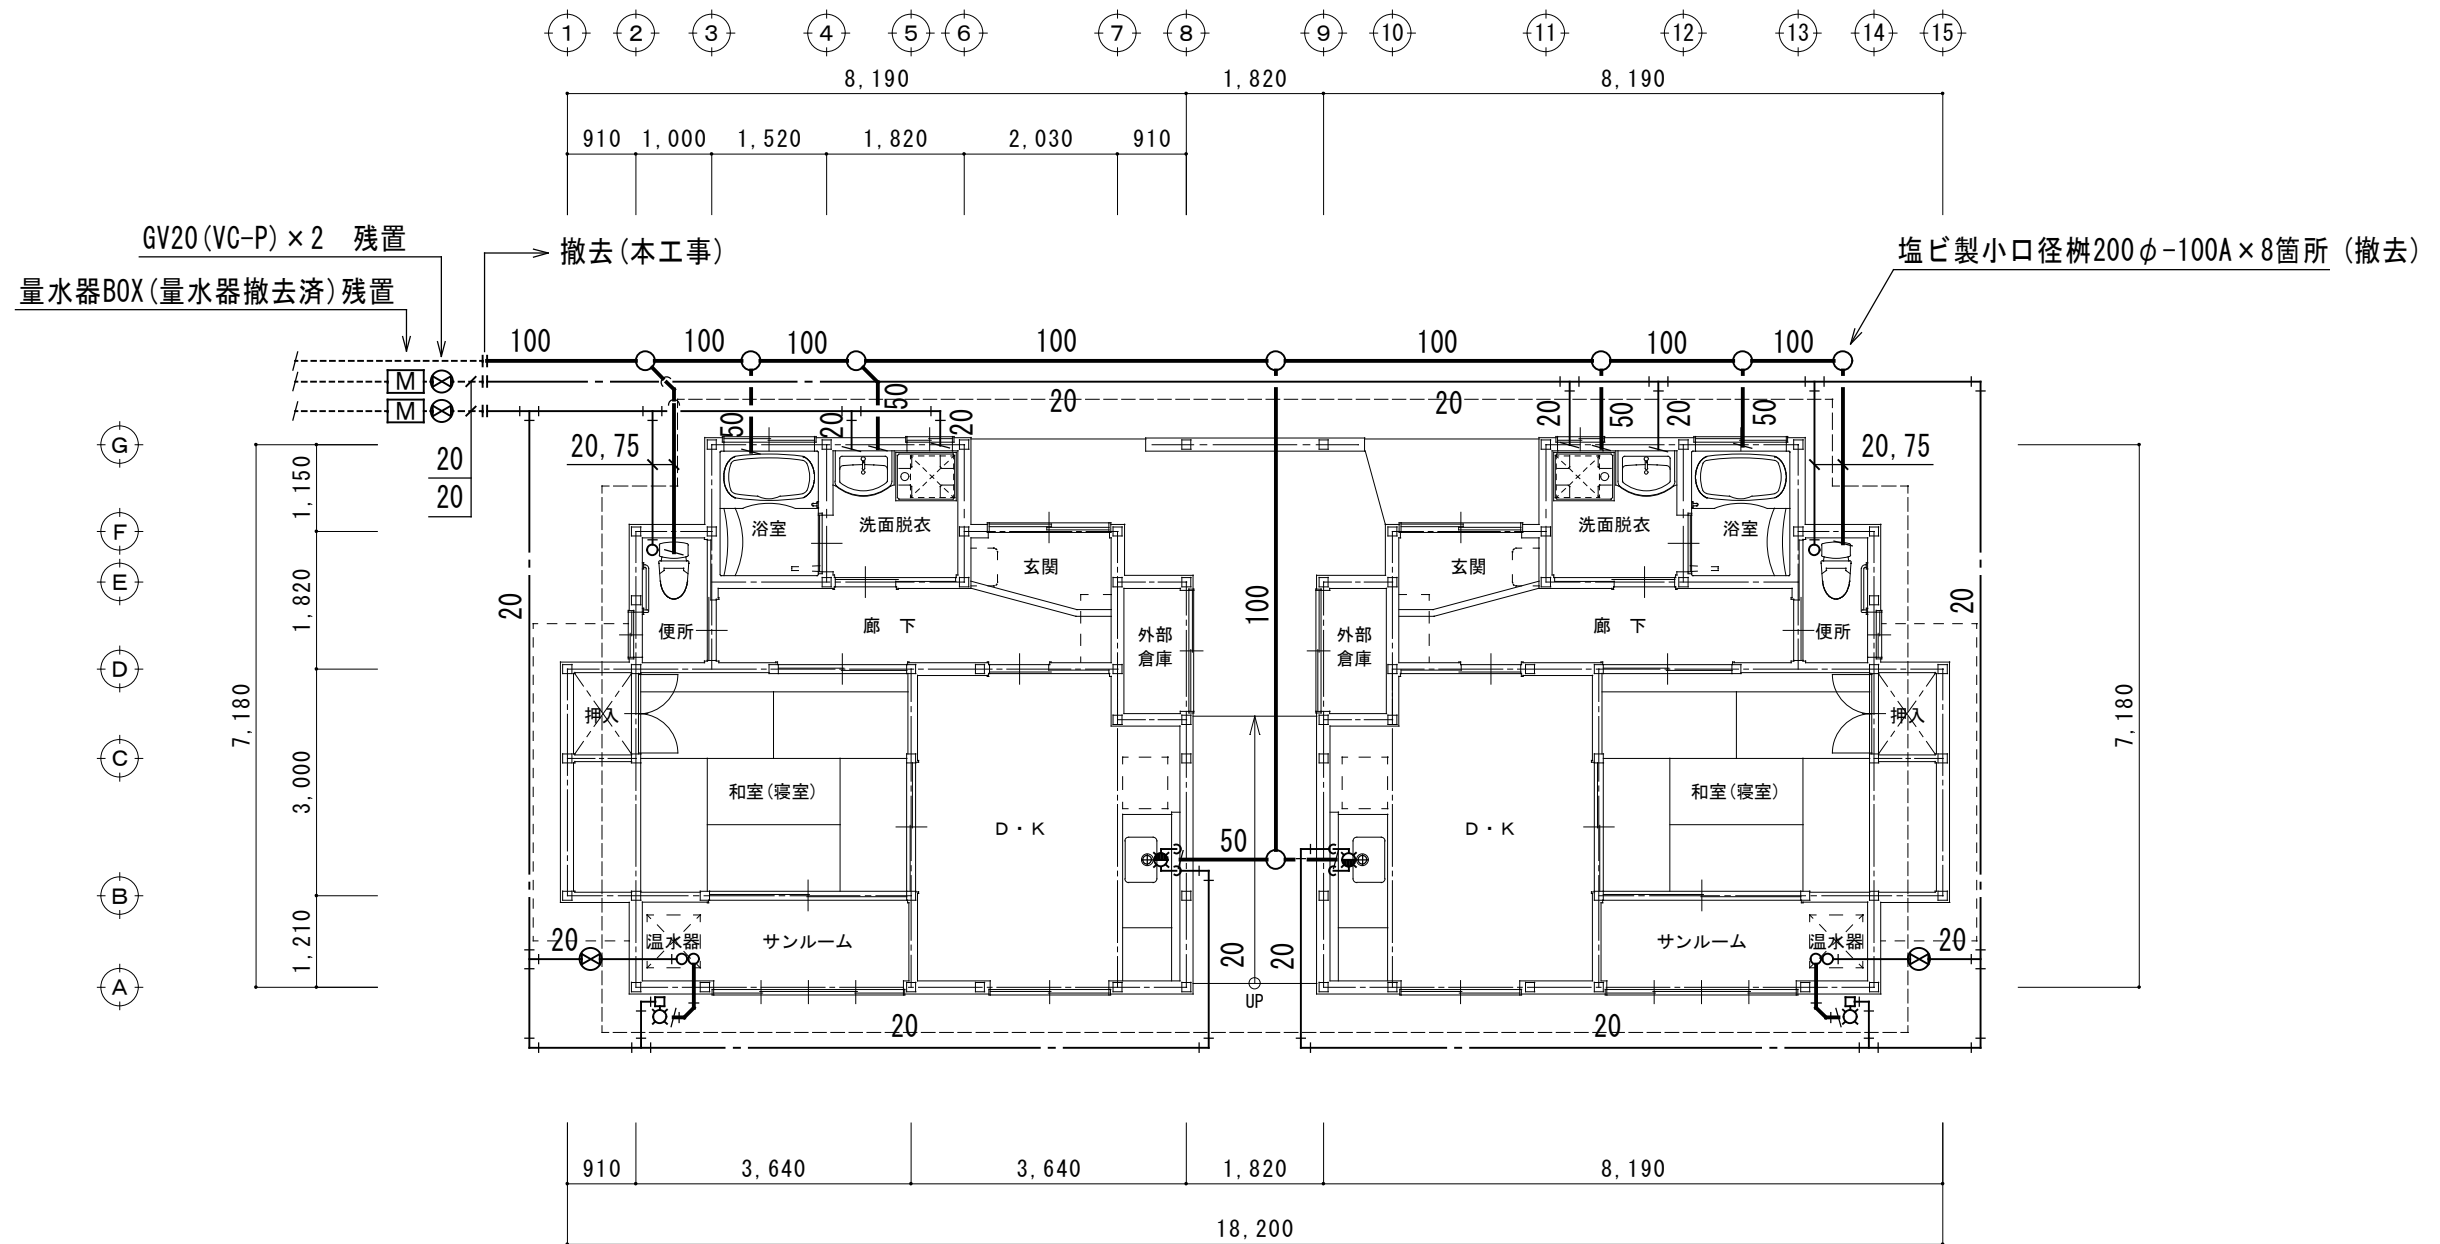 1 2 3 4 5 6 7 8 9 10 11 12 13 14 15
8,190 1,820 8,190
910 1,000 1,520 1,820 2,030 910
GV20(VC-P)×2 残置
撤去(本工事)
塩ビ製小口径桝200φ-100A×8箇所 (撤去)
量水器BOX(量水器撤去済)残置
100 100 100 100 100 100 100
M
M
20 20
50 20 50 20 20 50 20 50
G
20,75 20,75
20
20
1,150
F
浴室 洗面脱衣 洗面脱衣 浴室
玄関 玄関
E
1,820
20 100 20
便所 廊 下 外部 外部 廊 下 便所
倉庫 倉庫
D
7,180 7,180
押入 押入
C
3,000
和室(寝室) 和室(寝室)
D・K D・K
50
B
1,210
20 温水器 サンルーム 20 20 サンルーム 温水器 20
A
UP
20 20
910 3,640 3,640 1,820 8,190
18,200